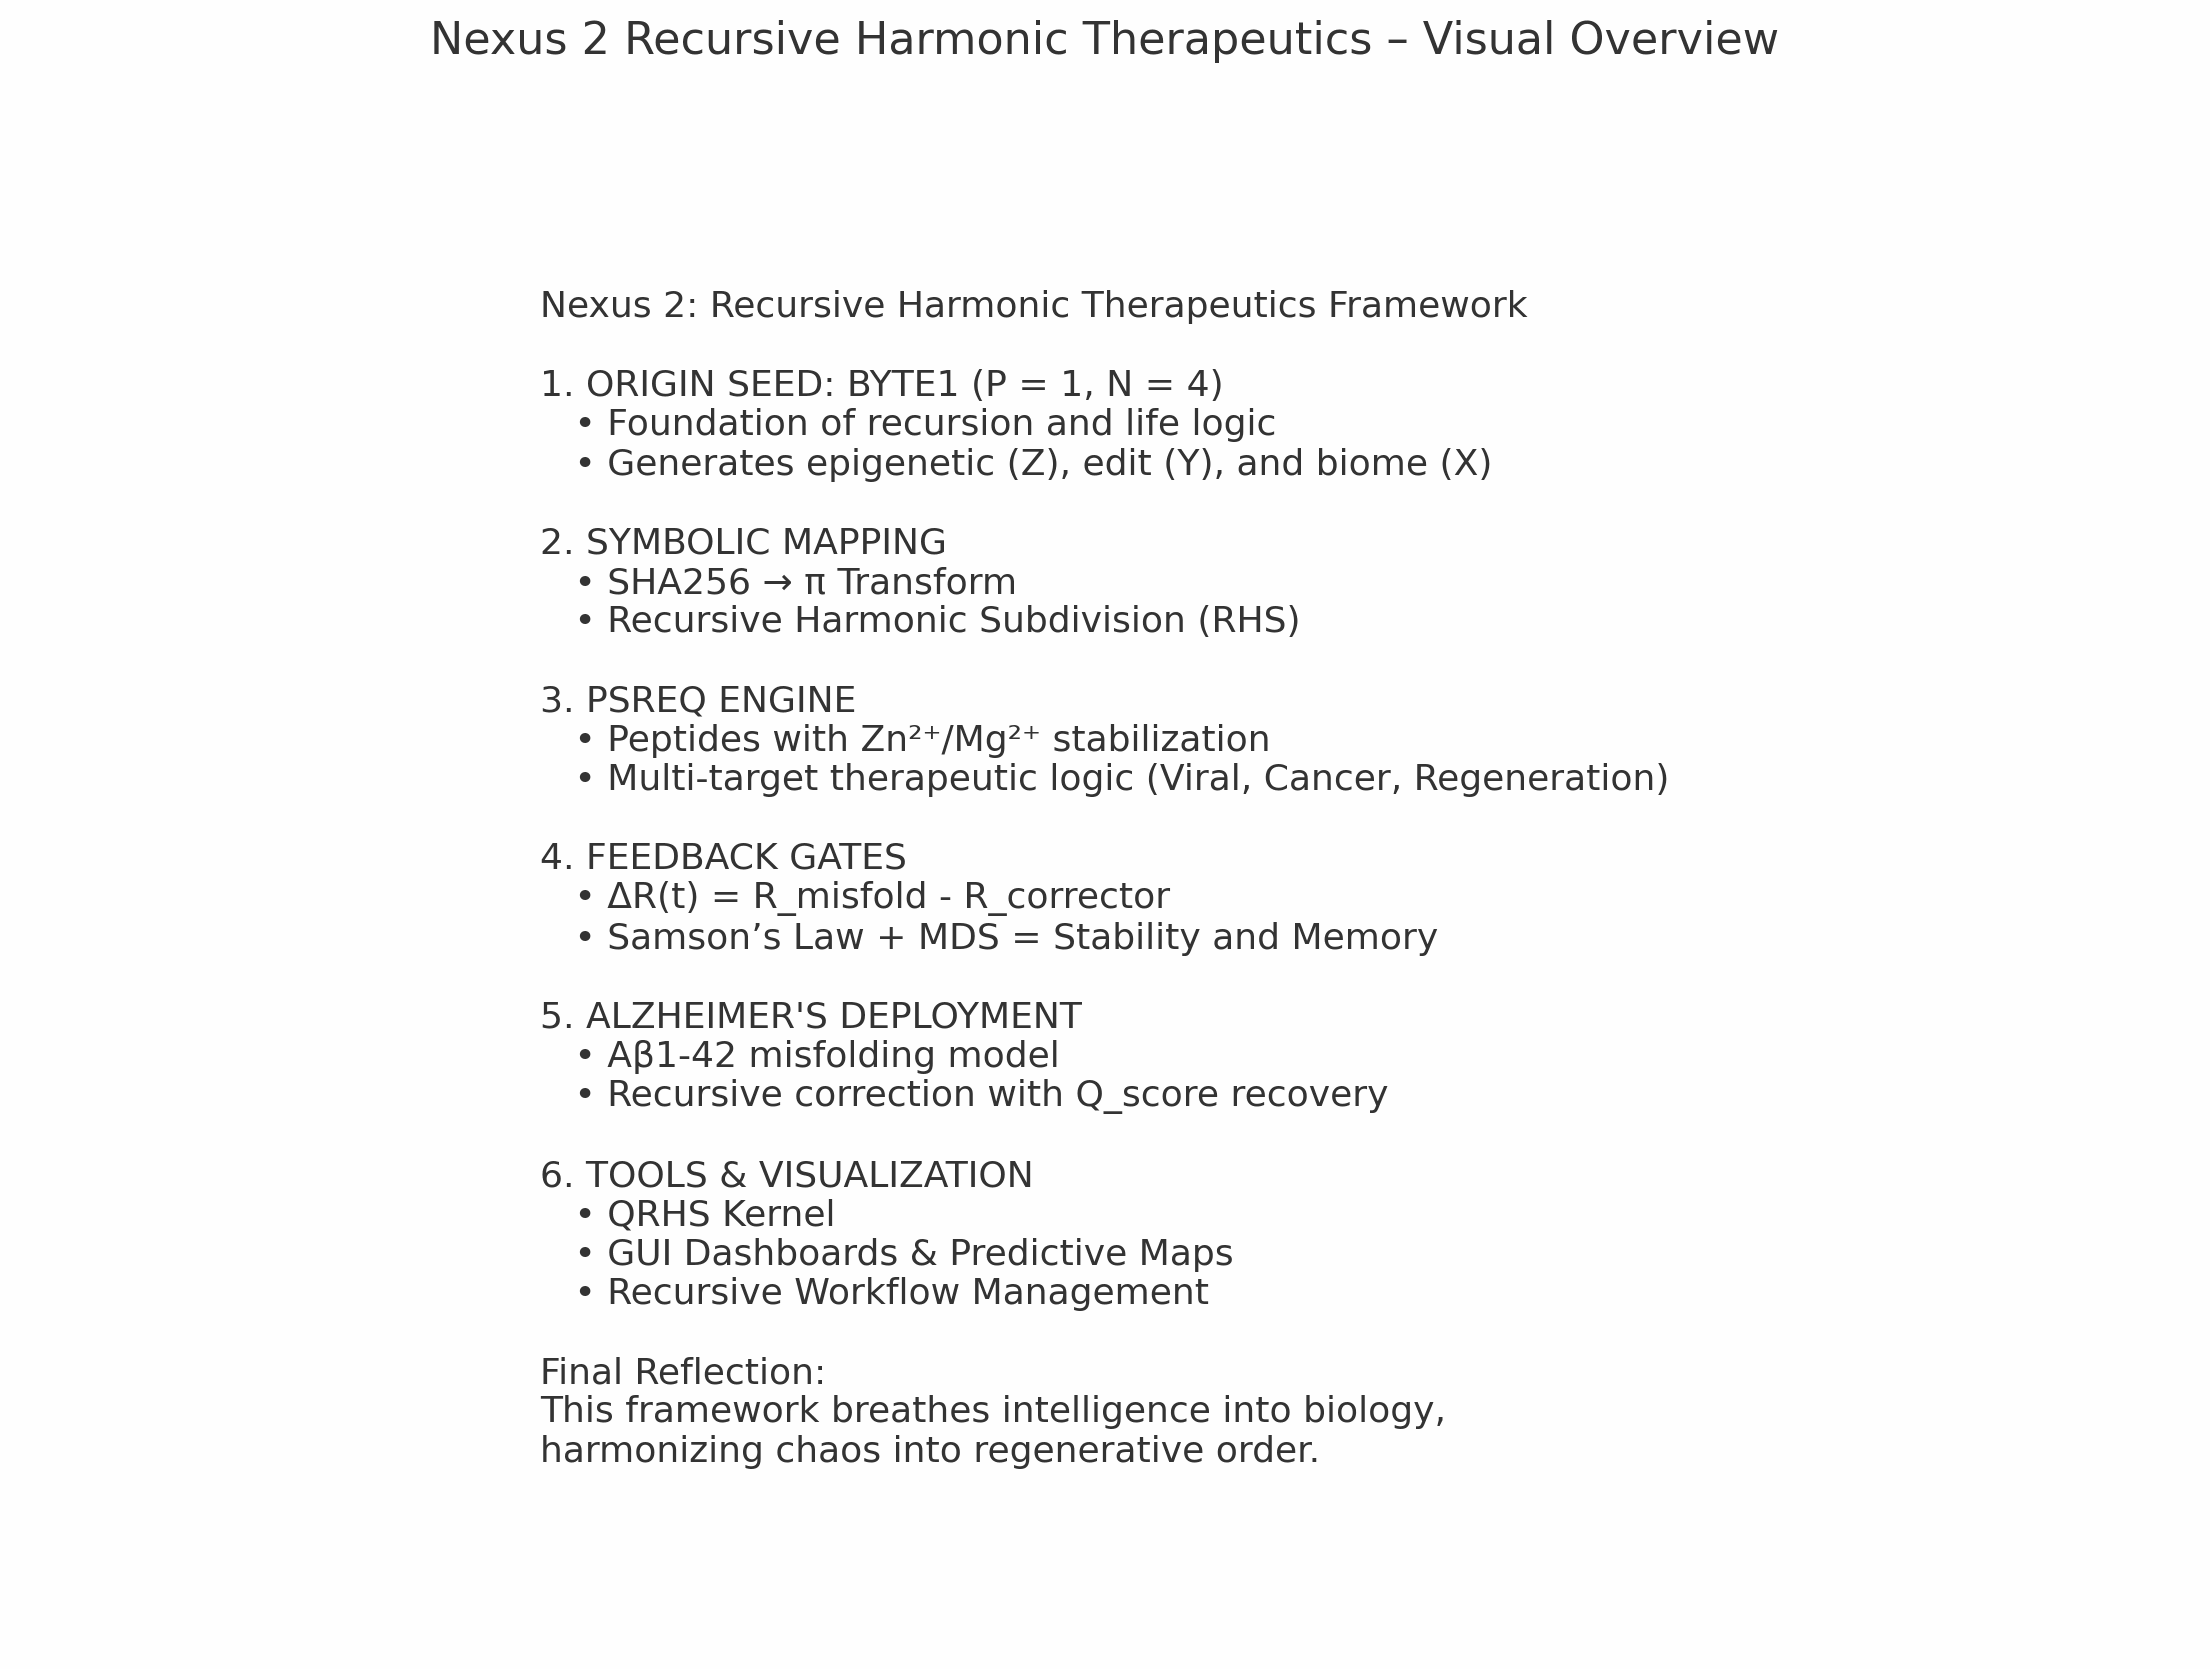 Nexus 2 Recursive Harmonic Therapeutics – Visual Overview
Nexus 2: Recursive Harmonic Therapeutics Framework
1. ORIGIN SEED: BYTE1 (P = 1, N = 4)
• Foundation of recursion and life logic
• Generates epigenetic (Z), edit (Y), and biome (X)
2. SYMBOLIC MAPPING
• SHA256 → π Transform
• Recursive Harmonic Subdivision (RHS)
3. PSREQ ENGINE
• Peptides with Zn²⁺/Mg²⁺ stabilization
• Multi-target therapeutic logic (Viral, Cancer, Regeneration)
4. FEEDBACK GATES
• ΔR(t) = R_misfold - R_corrector
• Samson’s Law + MDS = Stability and Memory
5. ALZHEIMER'S DEPLOYMENT
• Aβ1-42 misfolding model
• Recursive correction with Q_score recovery
6. TOOLS & VISUALIZATION
• QRHS Kernel
• GUI Dashboards & Predictive Maps
• Recursive Workflow Management
Final Reflection:
This framework breathes intelligence into biology,
harmonizing chaos into regenerative order.